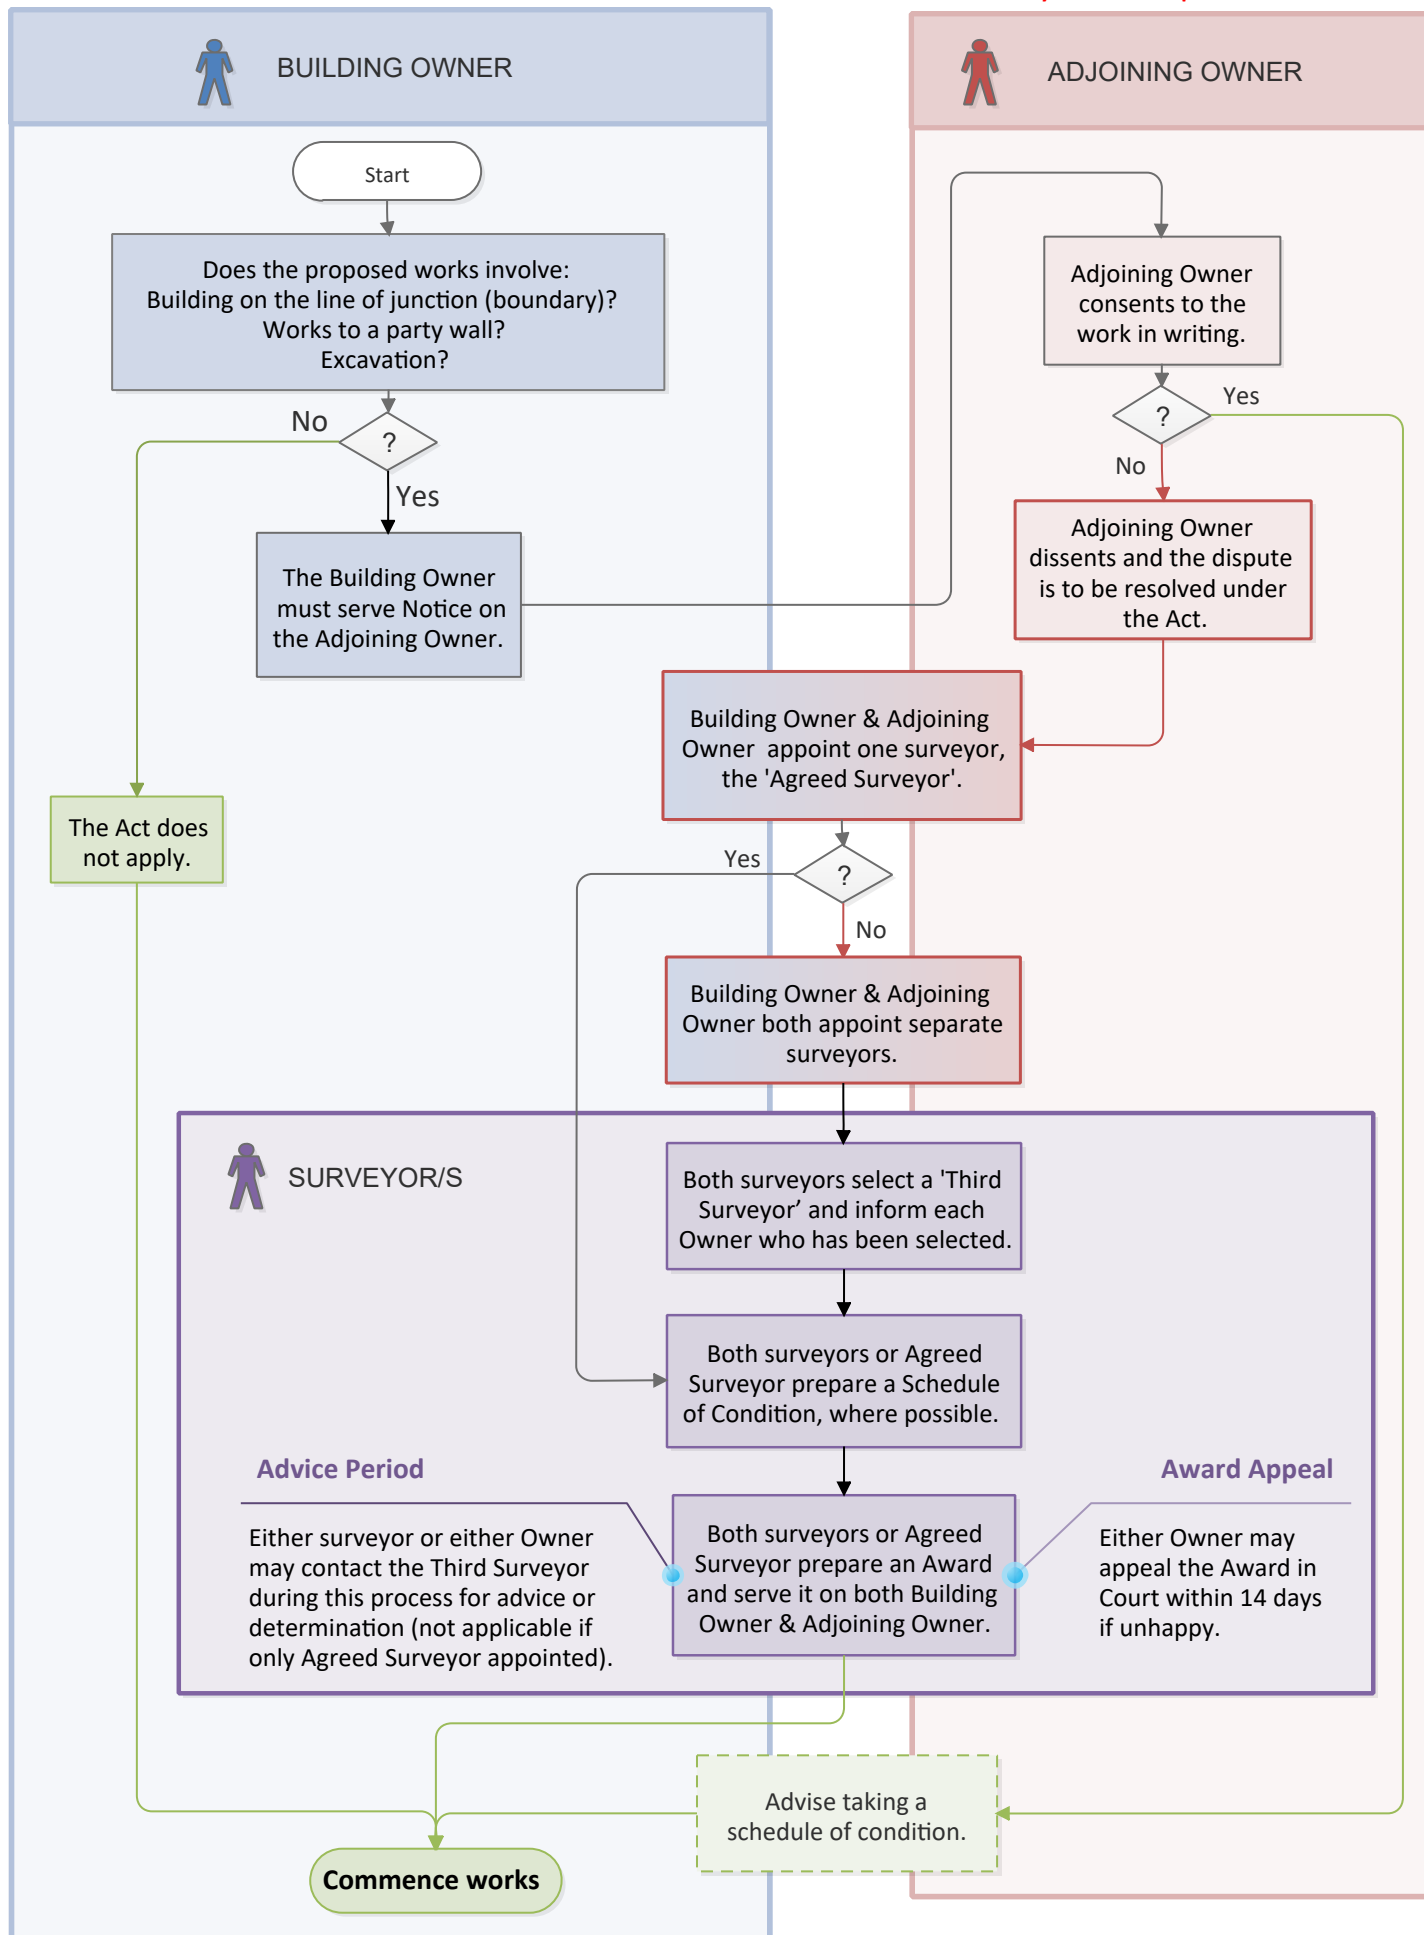 BUILDING OWNER
ADJOINING OWNER
Start
Does the proposed works involve:
Building on the line of junction (boundary)?
Works to a party wall?
Excavation?
?
No
Yes
The Building Owner
must serve Notice on
the Adjoining Owner.
The Act does
not apply.
Adjoining Owner
consents to the
work in writing.
?
Yes
No
Adjoining Owner
dissents and the dispute
is to be resolved under
the Act.
Building Owner & Adjoining
Owner appoint one surveyor,
the 'Agreed Surveyor'.
?
Yes
No
Building Owner & Adjoining
Owner both appoint separate
surveyors.
SURVEYOR/S
Both surveyors select a 'Third
Surveyor’ and inform each
Owner who has been selected.
Both surveyors or Agreed
Surveyor prepare a Schedule
of Condition, where possible.
Advice Period
Either surveyor or either Owner
may contact the Third Surveyor
during this process for advice or
determination (not applicable if
only Agreed Surveyor appointed).
Both surveyors or Agreed
Surveyor prepare an Award
and serve it on both Building
Owner & Adjoining Owner.
Award Appeal
Either Owner may
appeal the Award in
Court within 14 days
if unhappy.
Advise taking a
schedule of condition.
Commence works